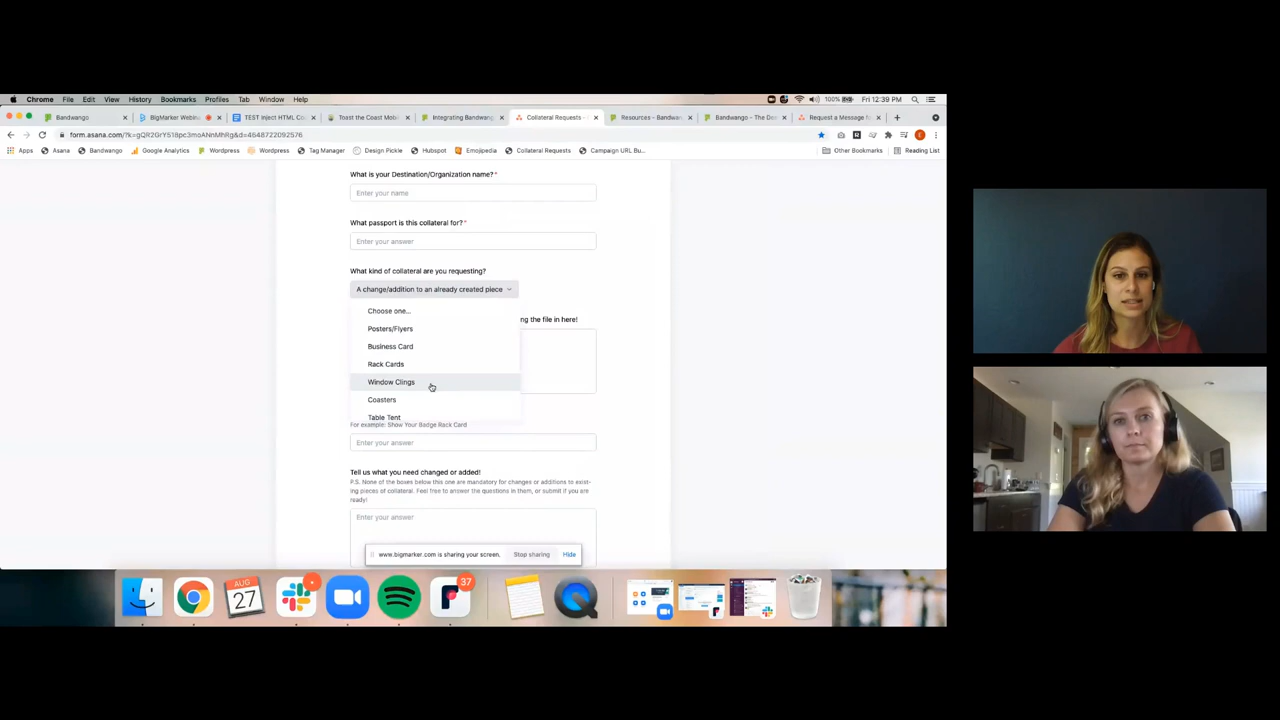 Chrome File Edit View History Bookmarks Profiles Tab Window Help 100% Fri 12:39 PM
Bandwango BigMarker Webin TEST Inject HTML Co Toast the Coast Mob Integrating Bandwang Collateral Requests Resources – Bandwan Bandwango – The De Request a Message f
form.asana.com/?k=gQR2GrY518pc3moANnMhRg&d=4648722092576
Apps Asana Bandwango Google Analytics Wordpress Wordpress Tag Manager Design Pickle Hubspot Emojipedia Collateral Requests Campaign URL Bu... Other Bookmarks Reading List
What is your Destination/Organization name?*
Enter your name
What passport is this collateral for?*
Enter your answer
What kind of collateral are you requesting?
A change/addition to an already created piece
Choose one...
ng the file in here!
Posters/Flyers
Business Card
Rack Cards
Window Clings
Coasters
Table Tent
For example: Show Your Badge Rack Card
Enter your answer
Tell us what you need changed or added!
P.S. None of the boxes below this one are mandatory for changes or additions to exist-
ing pieces of collateral. Feel free to answer the questions in them, or submit if you are
ready!
Enter your answer
www.bigmarker.com is sharing your screen. Stop sharing Hide
AUG
27
37